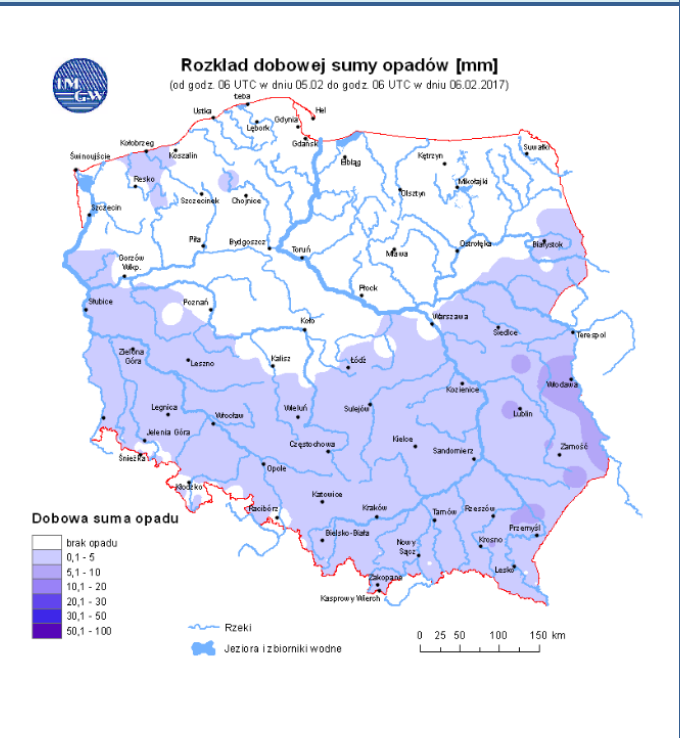 Rozkład dobowej sumy opadów [mm]
(od godz. 06 UTC w dniu 05.02 do godz. 06 UTC w dniu 06.02.2017)
IM
GW
Łeba
Ustka
Hel
Gdynia
Lębork
Gdańsk
Kołobrzeg
Koszalin
Świnoujście
Elbląg
Kętrzyn
Suwałki
Resko
Szczecinek
Chojnice
Olsztyn
Mikołajki
Szczecin
Piła
Bydgoszcz
Toruń
Mława
Ostrołęka
Białystok
Gorzów
Wlkp.
Płock
Słubice
Poznań
Koło
Warszawa
Siedlce
Terespol
Zielona
Góra
Leszno
Kalisz
Łódź
Kozienice
Włodawa
Legnica
Wrocław
Wieluń
Sulejów
Lublin
Jelenia Góra
Śnieżka
Częstochowa
Kielce
Sandomierz
Zamość
Kłodzko
Opole
Katowice
Racibórz
Kraków
Tarnów
Rzeszów
Bielsko-Biała
Nowy
Sącz
Krosno
Przemyśl
Lesko
Zakopane
Kasprowy Wierch
Dobowa suma opadu
brak opadu
0,1 - 5
5,1 - 10
10,1 - 20
20,1 - 30
30,1 - 50
50,1 - 100
Rzeki
Jeziora i zbiorniki wodne
0 25 50 100 150 km